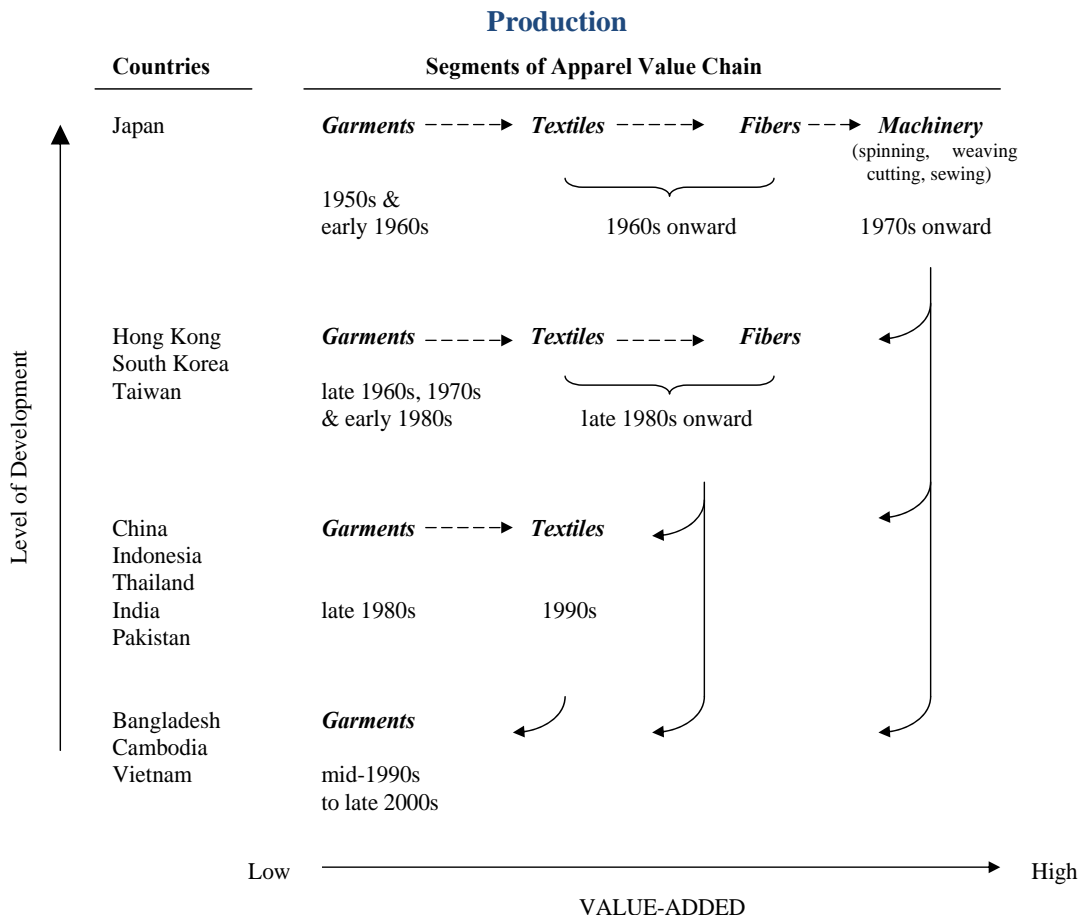 Production
Countries
Segments of Apparel Value Chain
Japan
Garments
Textiles
Fibers
Machinery
(spinning, weaving
cutting, sewing)
1950s &
early 1960s
1960s onward
1970s onward
Hong Kong
South Korea
Taiwan
Garments
Textiles
Fibers
late 1960s, 1970s
& early 1980s
late 1980s onward
China
Indonesia
Thailand
India
Pakistan
Garments
Textiles
late 1980s
1990s
Bangladesh
Cambodia
Vietnam
Garments
mid-1990s
to late 2000s
Level of Development
Low
High
VALUE-ADDED